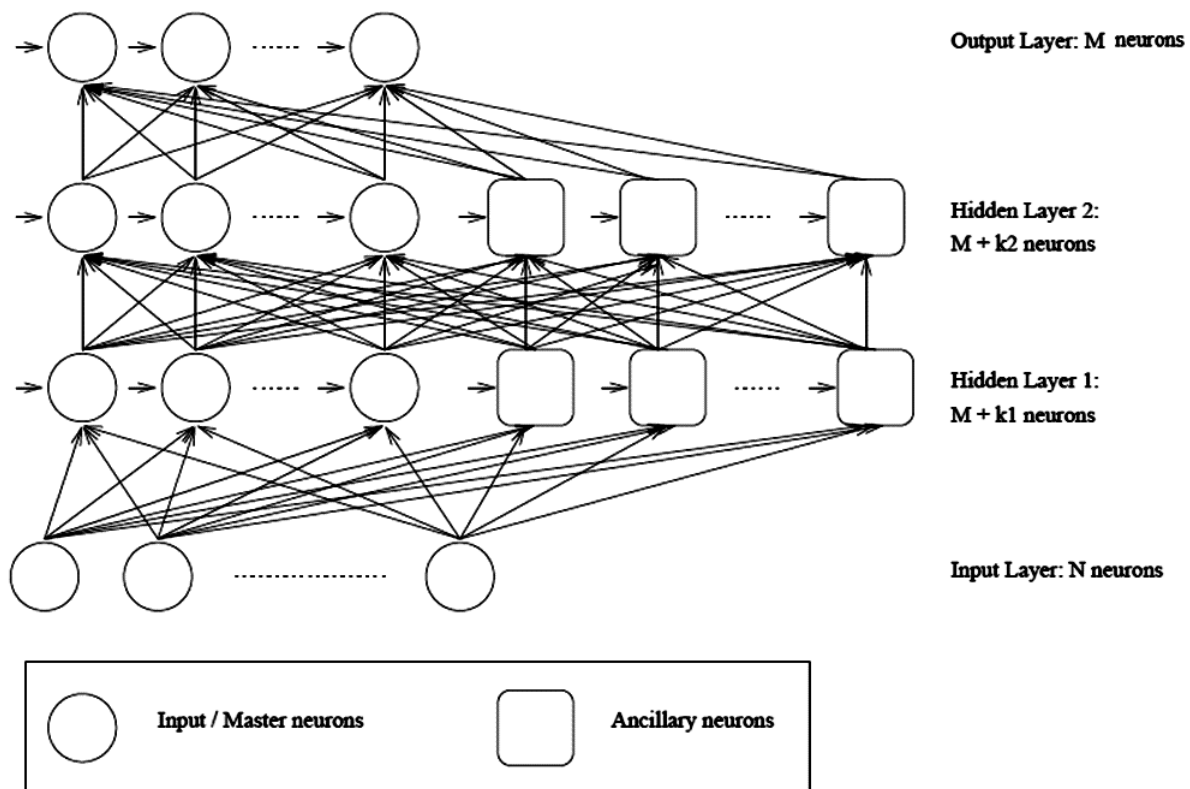 Output Layer: M neurons
Hidden Layer 2:
M + k2 neurons
Hidden Layer 1:
M + k1 neurons
Input Layer: N neurons
Input / Master neurons
Ancillary neurons